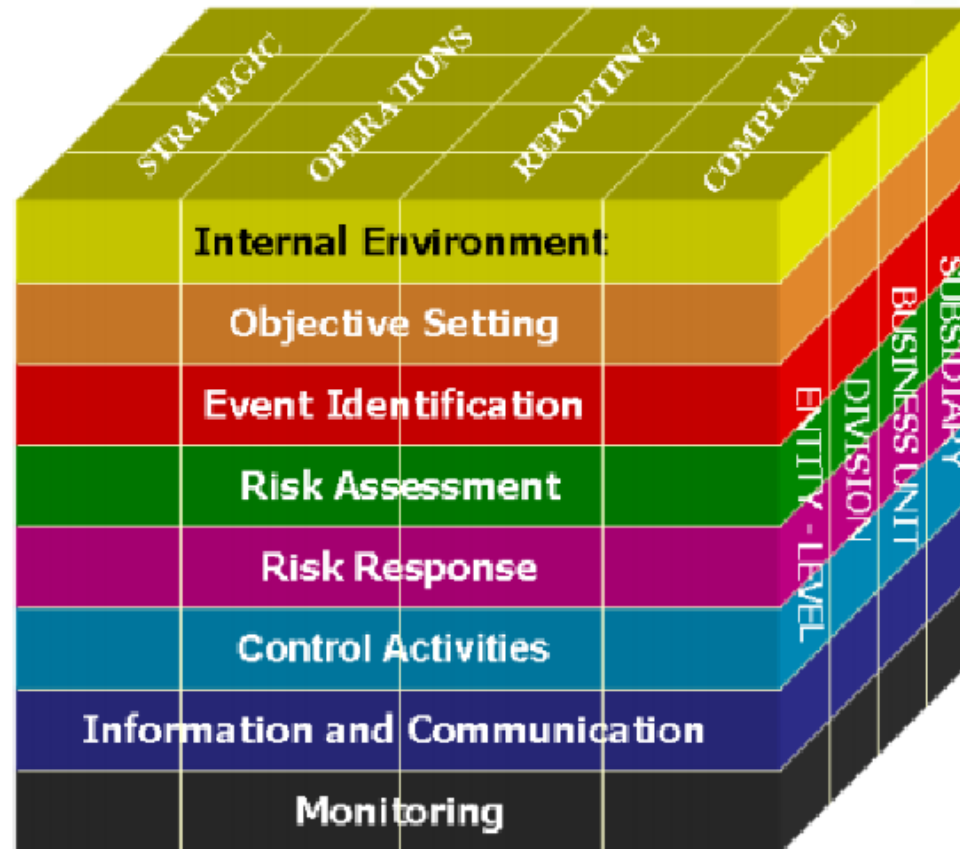 STRATEGIC
OPERATIONS
REPORTING
COMPLIANCE
Internal Environment
Objective Setting
Event Identification
Risk Assessment
Risk Response
Control Activities
Information and Communication
Monitoring
ENTITY - LEVEL
DIVISION
BUSINESS UNIT
SUBSIDIARY